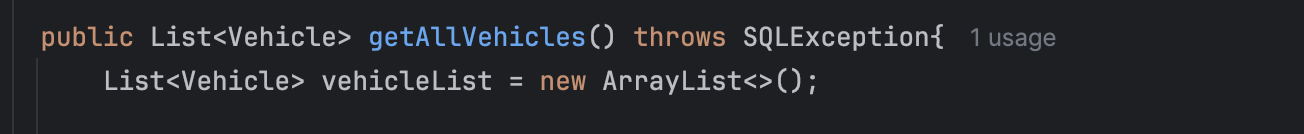 public List<Vehicle> getAllVehicles() throws SQLException{ 1 usage
List<Vehicle> vehicleList = new ArrayList<>();